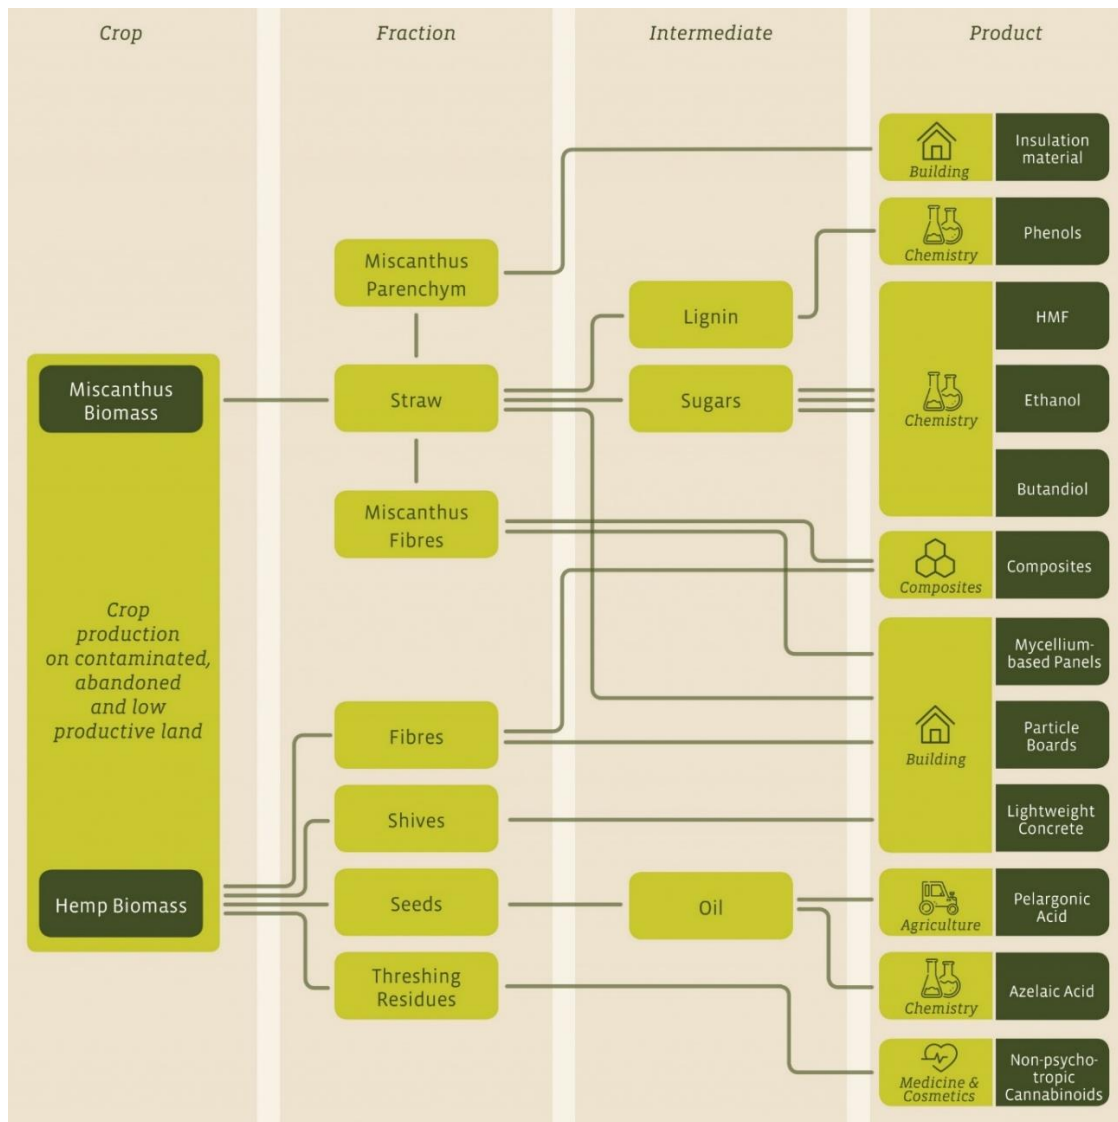 Crop
Fraction
Intermediate
Product
Miscanthus
Biomass
Crop
production
on contaminated,
abandoned
and low
productive land
Hemp Biomass
Miscanthus
Parenchym
Straw
Miscanthus
Fibres
Fibres
Shives
Seeds
Threshing
Residues
Lignin
Sugars
Oil
Building
Insulation
material
Chemistry
Phenols
Chemistry
HMF
Ethanol
Butandiol
Composites
Composites
Building
Mycellium-
based Panels
Particle
Boards
Lightweight
Concrete
Agriculture
Pelargonic
Acid
Chemistry
Azelaic Acid
Medicine &
Cosmetics
Non-psycho-
tropic
Cannabinoids